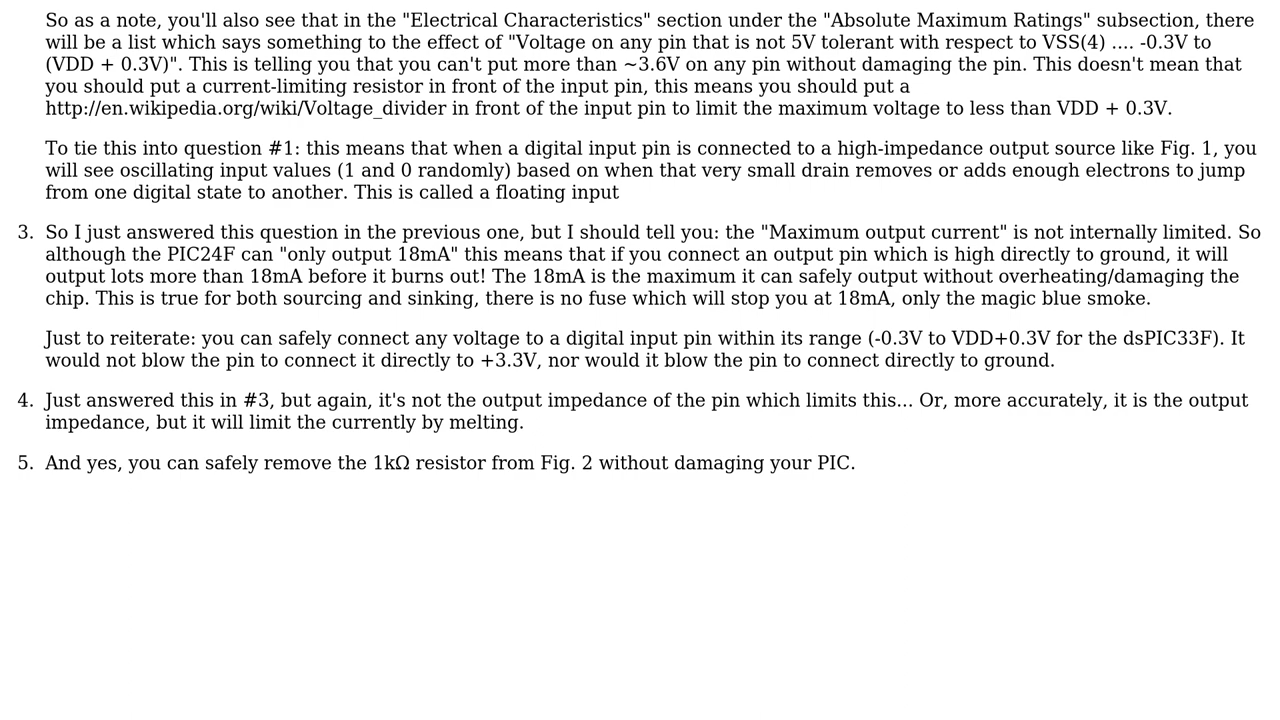 So as a note, you'll also see that in the "Electrical Characteristics" section under the "Absolute Maximum Ratings" subsection, there
will be a list which says something to the effect of "Voltage on any pin that is not 5V tolerant with respect to VSS(4) .... -0.3V to
(VDD + 0.3V)". This is telling you that you can't put more than ~3.6V on any pin without damaging the pin. This doesn't mean that
you should put a current-limiting resistor in front of the input pin, this means you should put a
http://en.wikipedia.org/wiki/Voltage_divider in front of the input pin to limit the maximum voltage to less than VDD + 0.3V.
To tie this into question #1: this means that when a digital input pin is connected to a high-impedance output source like Fig. 1, you
will see oscillating input values (1 and 0 randomly) based on when that very small drain removes or adds enough electrons to jump
from one digital state to another. This is called a floating input
3. So I just answered this question in the previous one, but I should tell you: the "Maximum output current" is not internally limited. So
although the PIC24F can "only output 18mA" this means that if you connect an output pin which is high directly to ground, it will
output lots more than 18mA before it burns out! The 18mA is the maximum it can safely output without overheating/damaging the
chip. This is true for both sourcing and sinking, there is no fuse which will stop you at 18mA, only the magic blue smoke.
Just to reiterate: you can safely connect any voltage to a digital input pin within its range (-0.3V to VDD+0.3V for the dsPIC33F). It
would not blow the pin to connect it directly to +3.3V, nor would it blow the pin to connect directly to ground.
4. Just answered this in #3, but again, it's not the output impedance of the pin which limits this... Or, more accurately, it is the output
impedance, but it will limit the currently by melting.
5. And yes, you can safely remove the 1kΩ resistor from Fig. 2 without damaging your PIC.